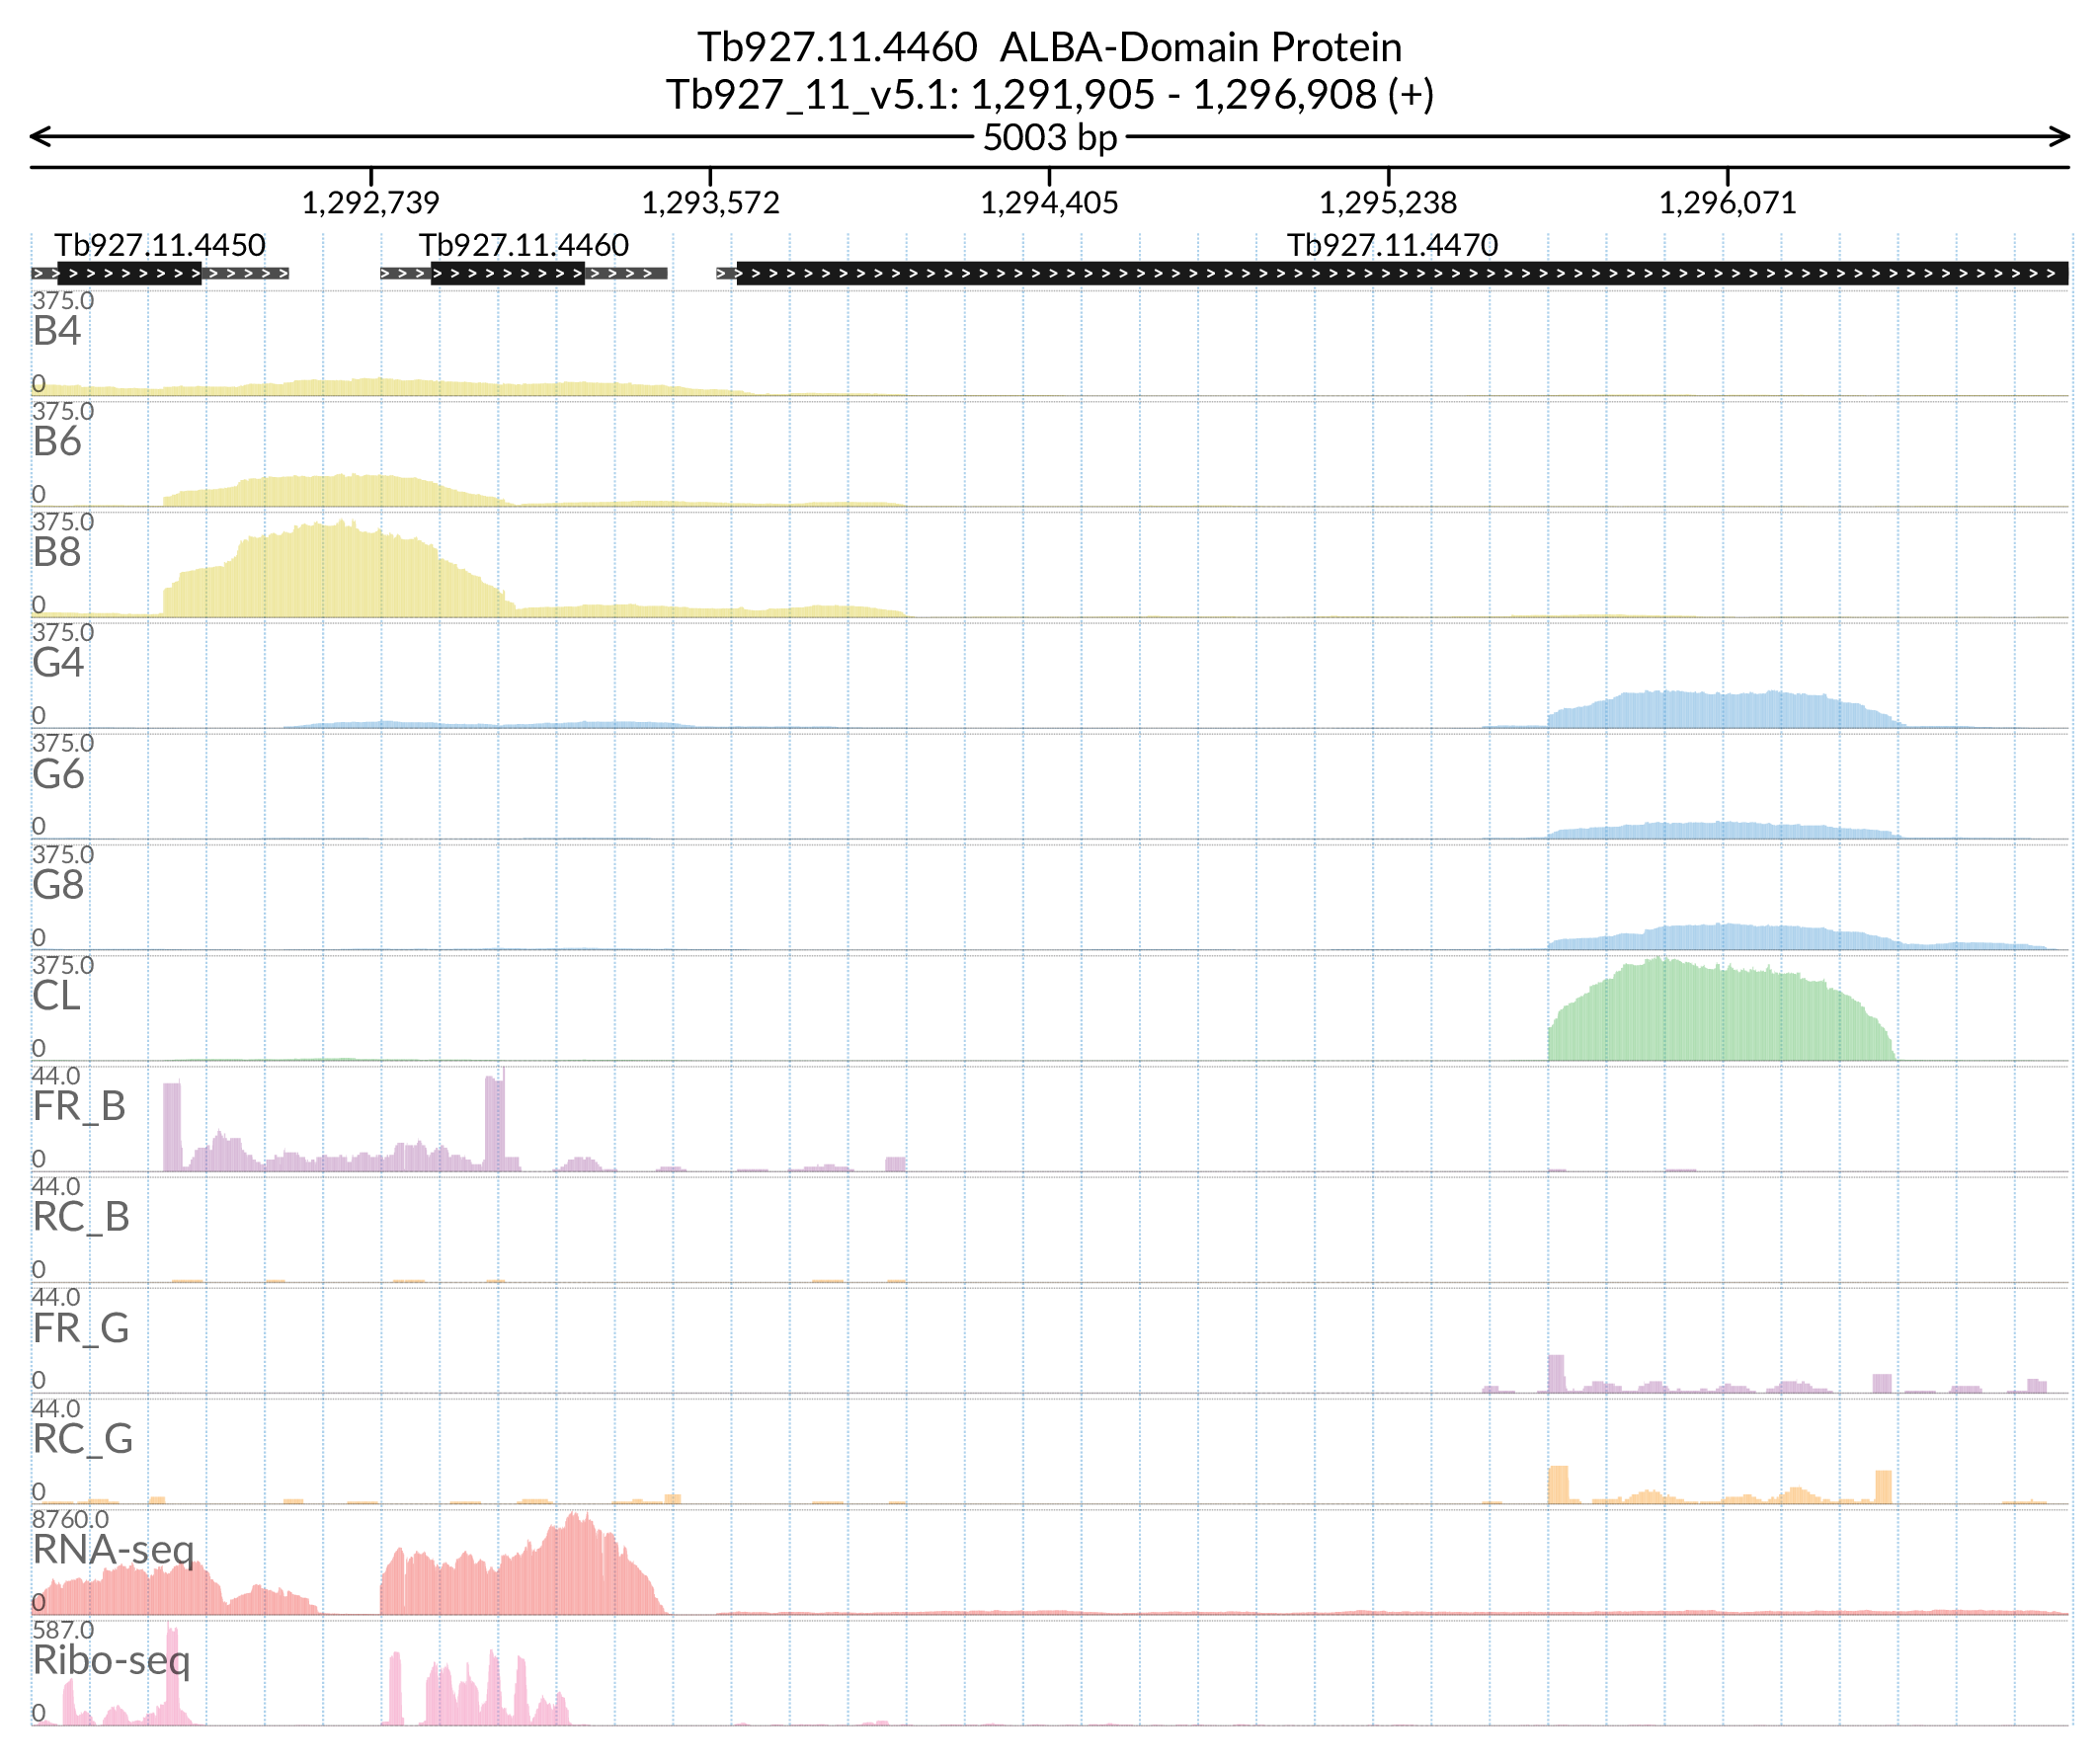 Tb927.11.4460  ALBA-Domain Protein
Tb927_11_v5.1: 1,291,905 - 1,296,908 (+)
5003 bp
1,292,739 1,293,572 1,294,405 1,295,238 1,296,071
Tb927.11.4450 Tb927.11.4460 Tb927.11.4470
375.0
B4
0
375.0
B6
0
375.0
B8
0
375.0
G4
0
375.0
G6
0
375.0
G8
0
375.0
CL
0
44.0
FR_B
0
44.0
RC_B
0
44.0
FR_G
0
44.0
RC_G
0
8760.0
RNA-seq
0
587.0
Ribo-seq
0